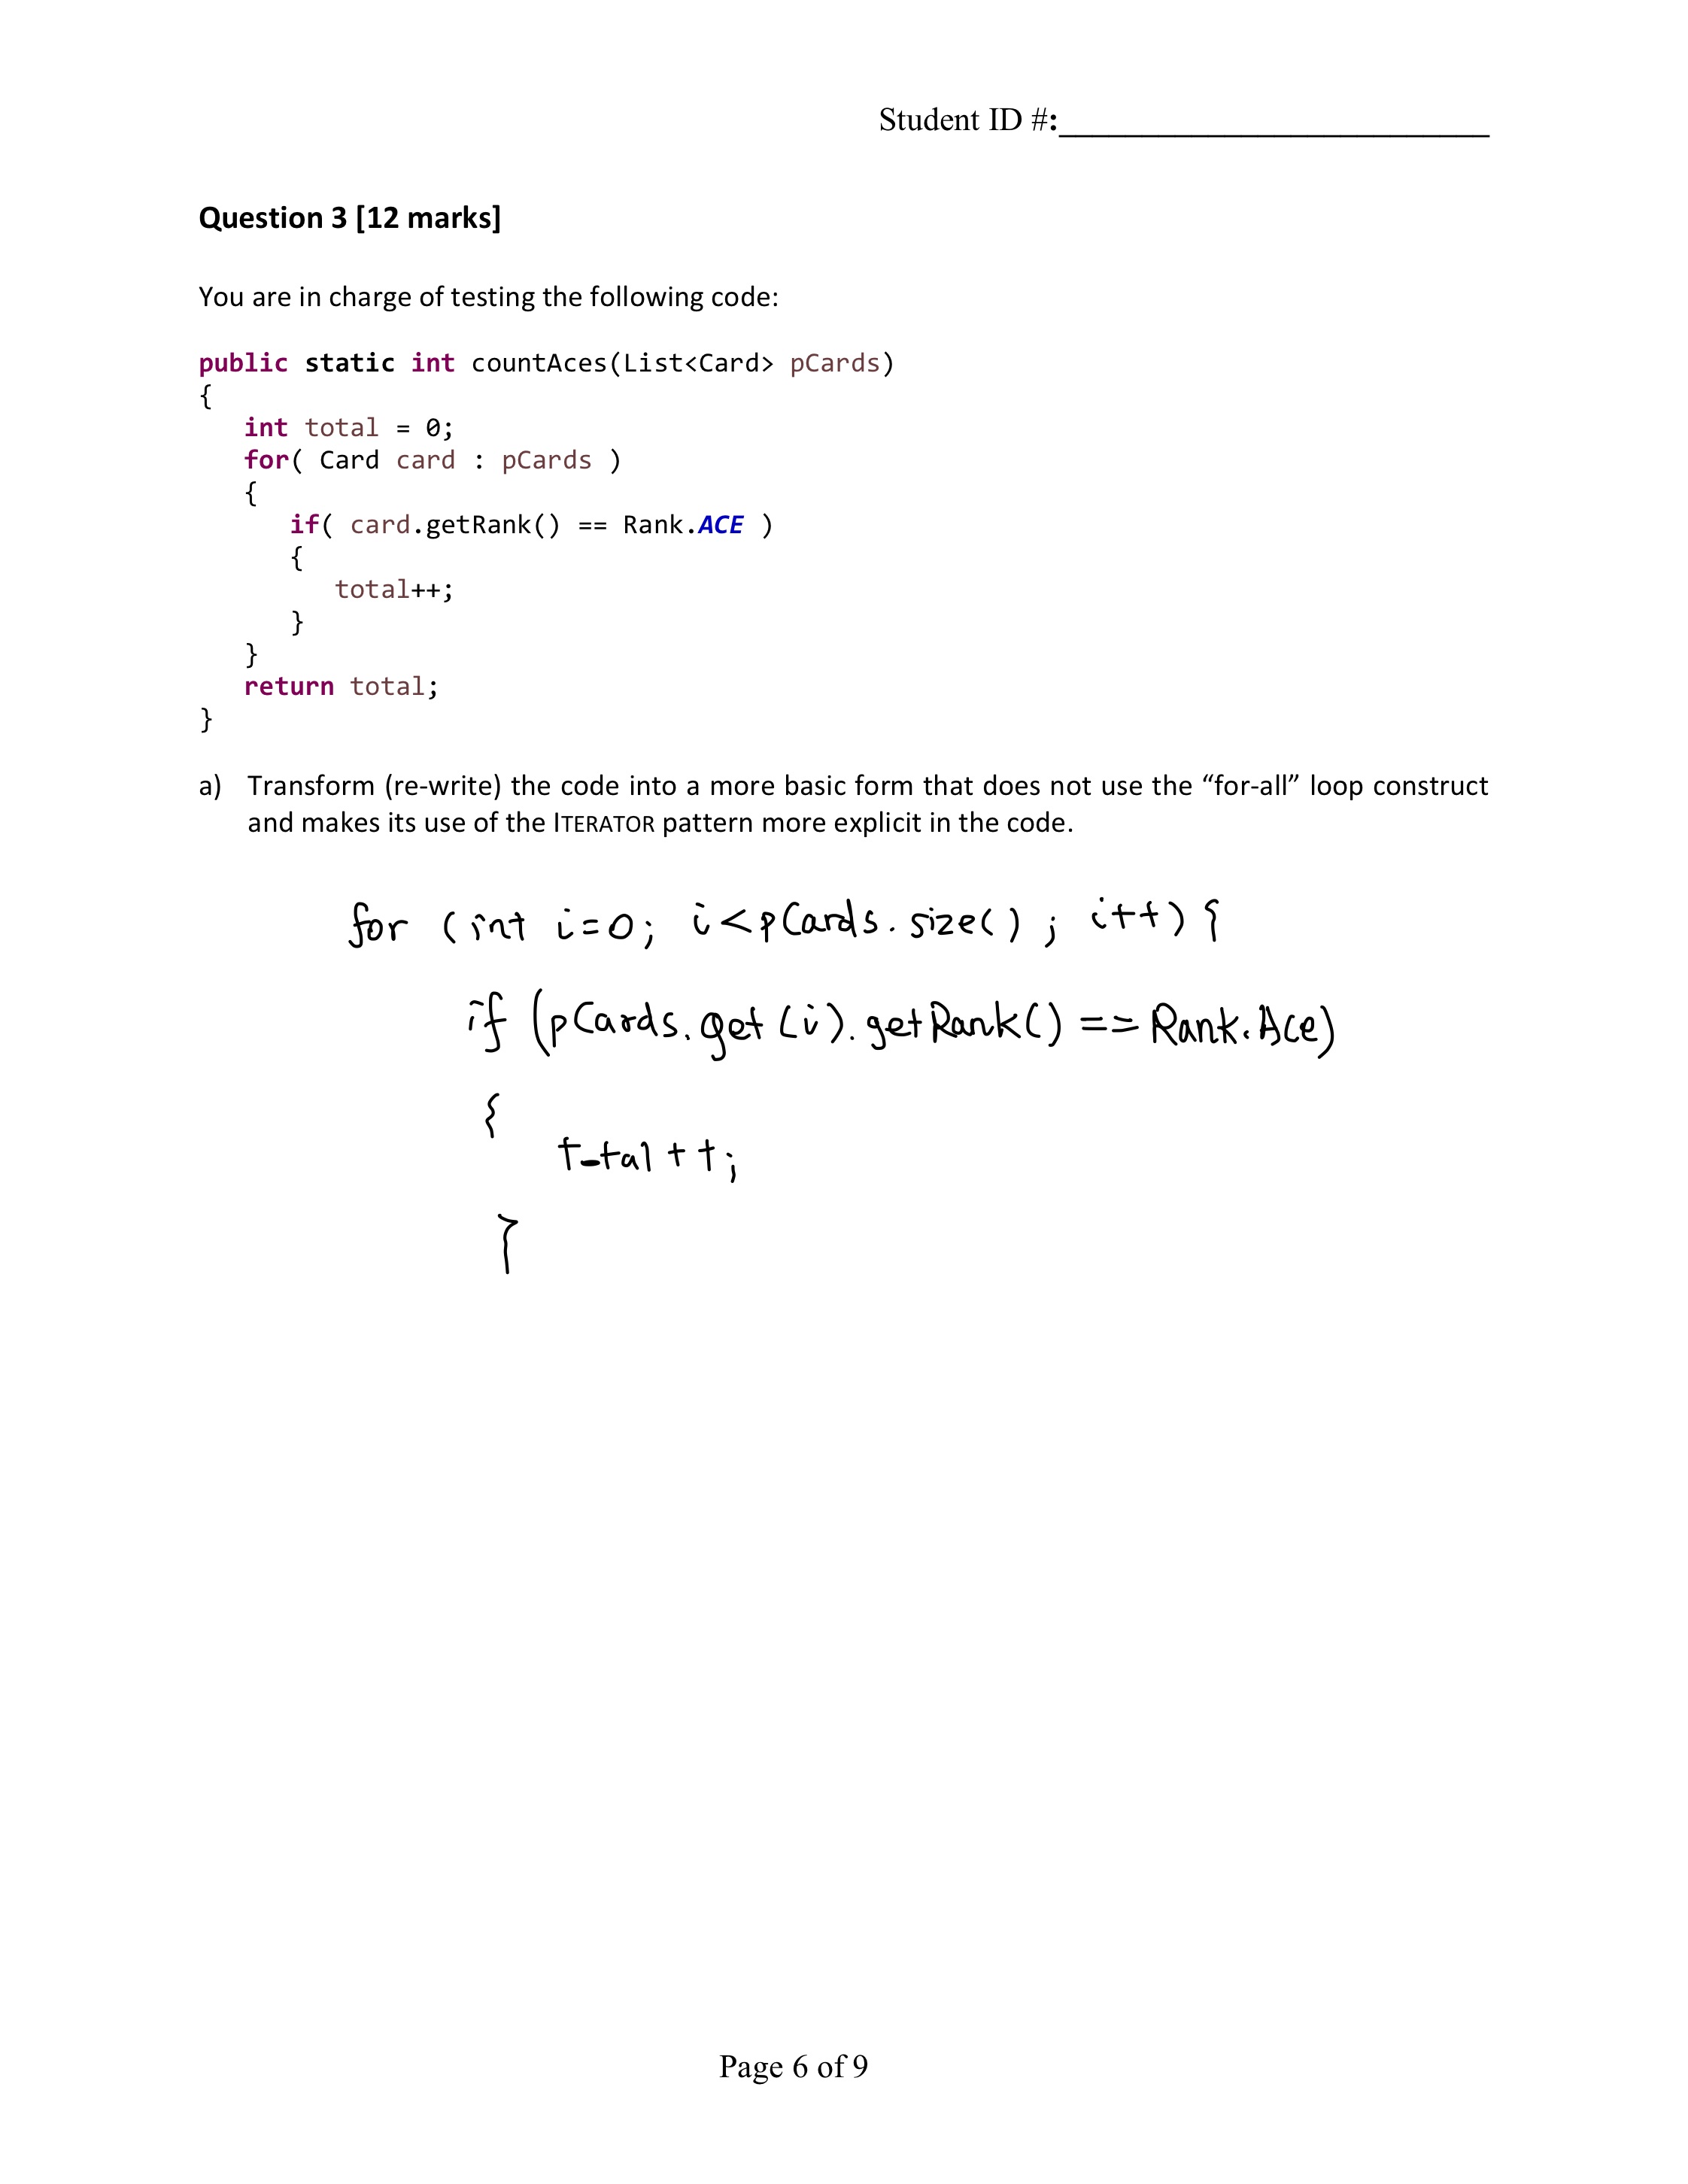 Student ID #:__________________________
Question 3 [12 marks]
You are in charge of testing the following code:
public static int countAces(List<Card> pCards)
{
int total = 0;
for( Card card : pCards )
{
if( card.getRank() == Rank.ACE )
{
total++;
}
}
return total;
}
a) Transform (re-write) the code into a more basic form that does not use the “for-all” loop construct
and makes its use of the ITERATOR pattern more explicit in the code.
for (int i=0; i<pCards.size(); i++) {
if (pCards.get(i).getRank() == Rank.Ace)
{
total++;
}
Page 6 of 9